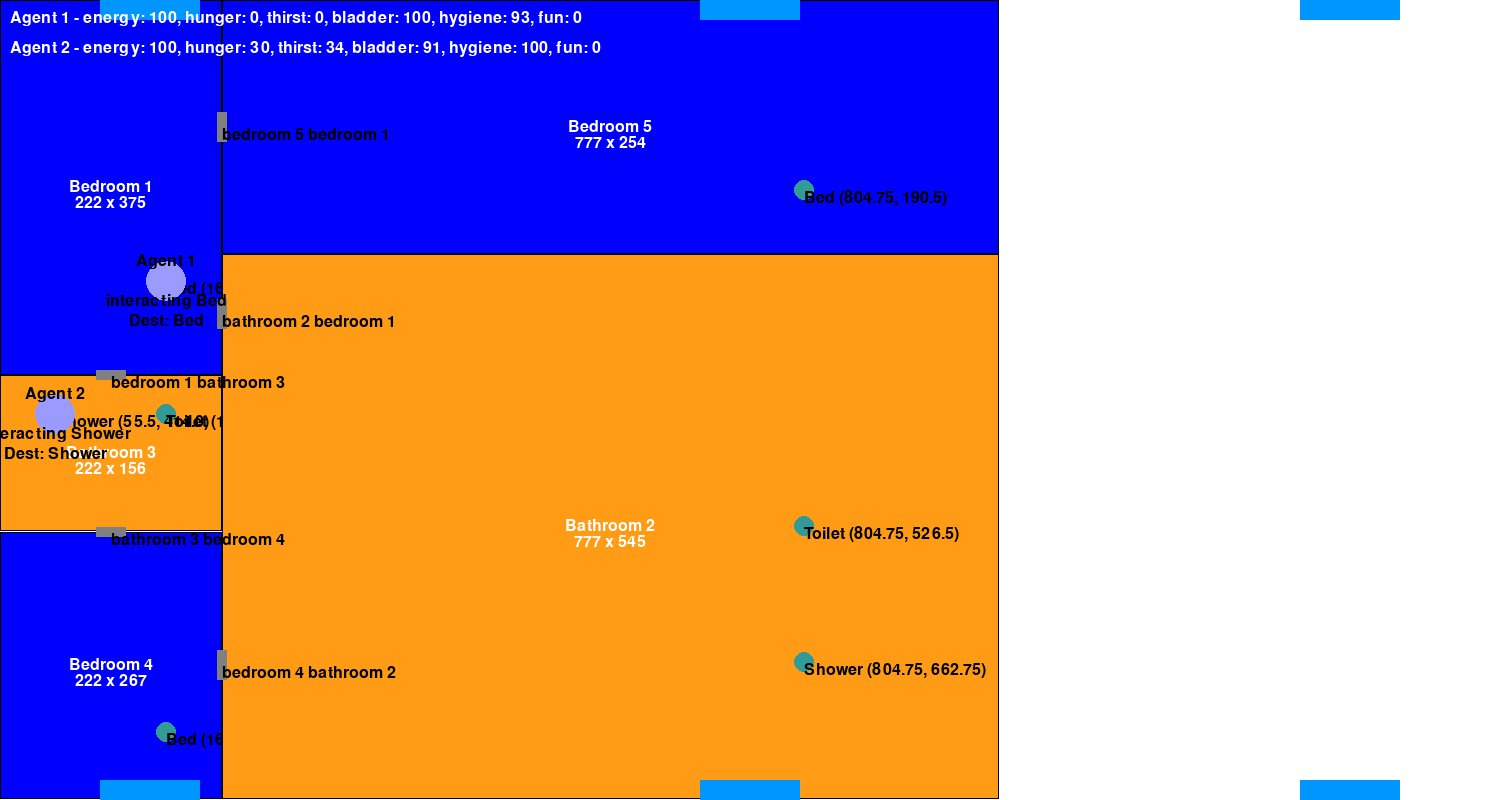 Agent 1 - energy: 100, hunger: 0, thirst: 0, bladder: 100, hygiene: 93, fun: 0
Agent 2 - energy: 100, hunger: 30, thirst: 34, bladder: 91, hygiene: 100, fun: 0
bedroom 5 bedroom 1
Bedroom 5
777 x 254
Bedroom 1
222 x 375
Bed (804.75, 190.5)
Agent 1
ed (16
interacting Bed
Dest: Bed
bathroom 2 bedroom 1
bedroom 1 bathroom 3
Agent 2
hower (55.5, 414.0)
Toilet (1
eracting Shower
Dest: Shower
Bathroom 3
222 x 156
bathroom 3 bedroom 4
Bathroom 2
777 x 545
Toilet (804.75, 526.5)
Bedroom 4
222 x 267
bedroom 4 bathroom 2
Shower (804.75, 662.75)
Bed (16